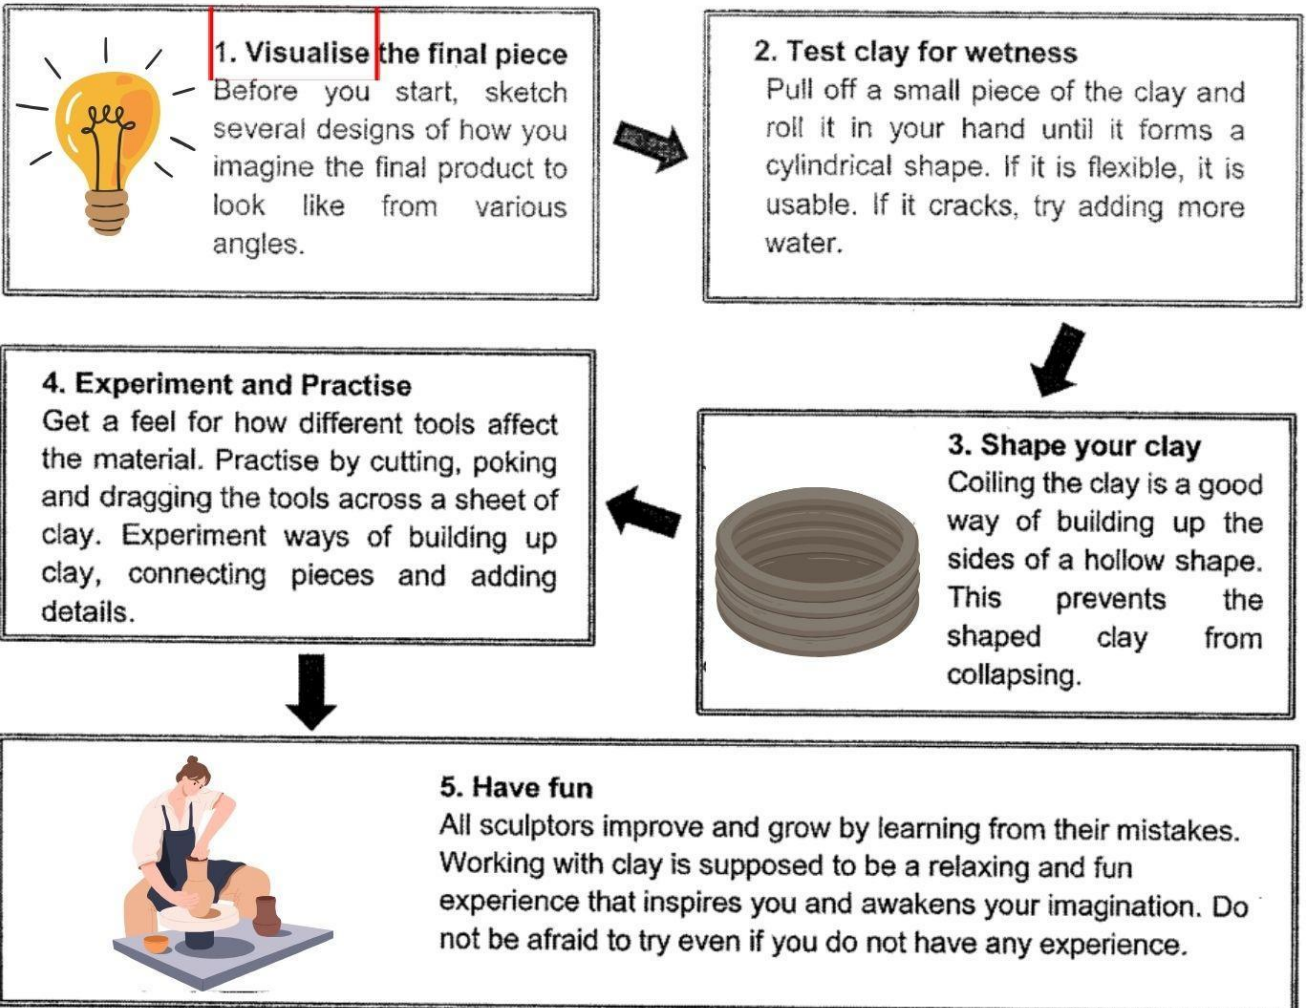 1. Visualise the final piece
Before you start, sketch
several designs of how you
imagine the final product to
look like from various
angles.
2. Test clay for wetness
Pull off a small piece of the clay and
roll it in your hand until it forms a
cylindrical shape. If it is flexible, it is
usable. If it cracks, try adding more
water.
3. Shape your clay
Coiling the clay is a good
way of building up the
sides of a hollow shape.
This prevents the
shaped clay from
collapsing.
4. Experiment and Practise
Get a feel for how different tools affect
the material. Practise by cutting, poking
and dragging the tools across a sheet of
clay. Experiment ways of building up
clay, connecting pieces and adding
details.
5. Have fun
All sculptors improve and grow by learning from their mistakes.
Working with clay is supposed to be a relaxing and fun
experience that inspires you and awakens your imagination. Do
not be afraid to try even if you do not have any experience.